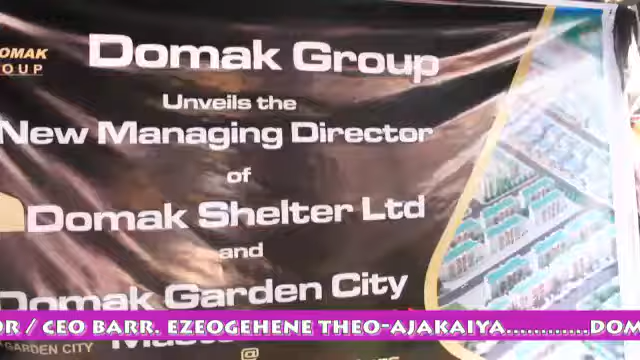 DOMAK
GROUP
Domak Group
Unveils the
New Managing Director
of
Domak Shelter Ltd
and
Domak Garden City
OR / CEO BARR. EZEOGEHENE THEO-AJAKAIYA............DOM
GARDEN CITY
@